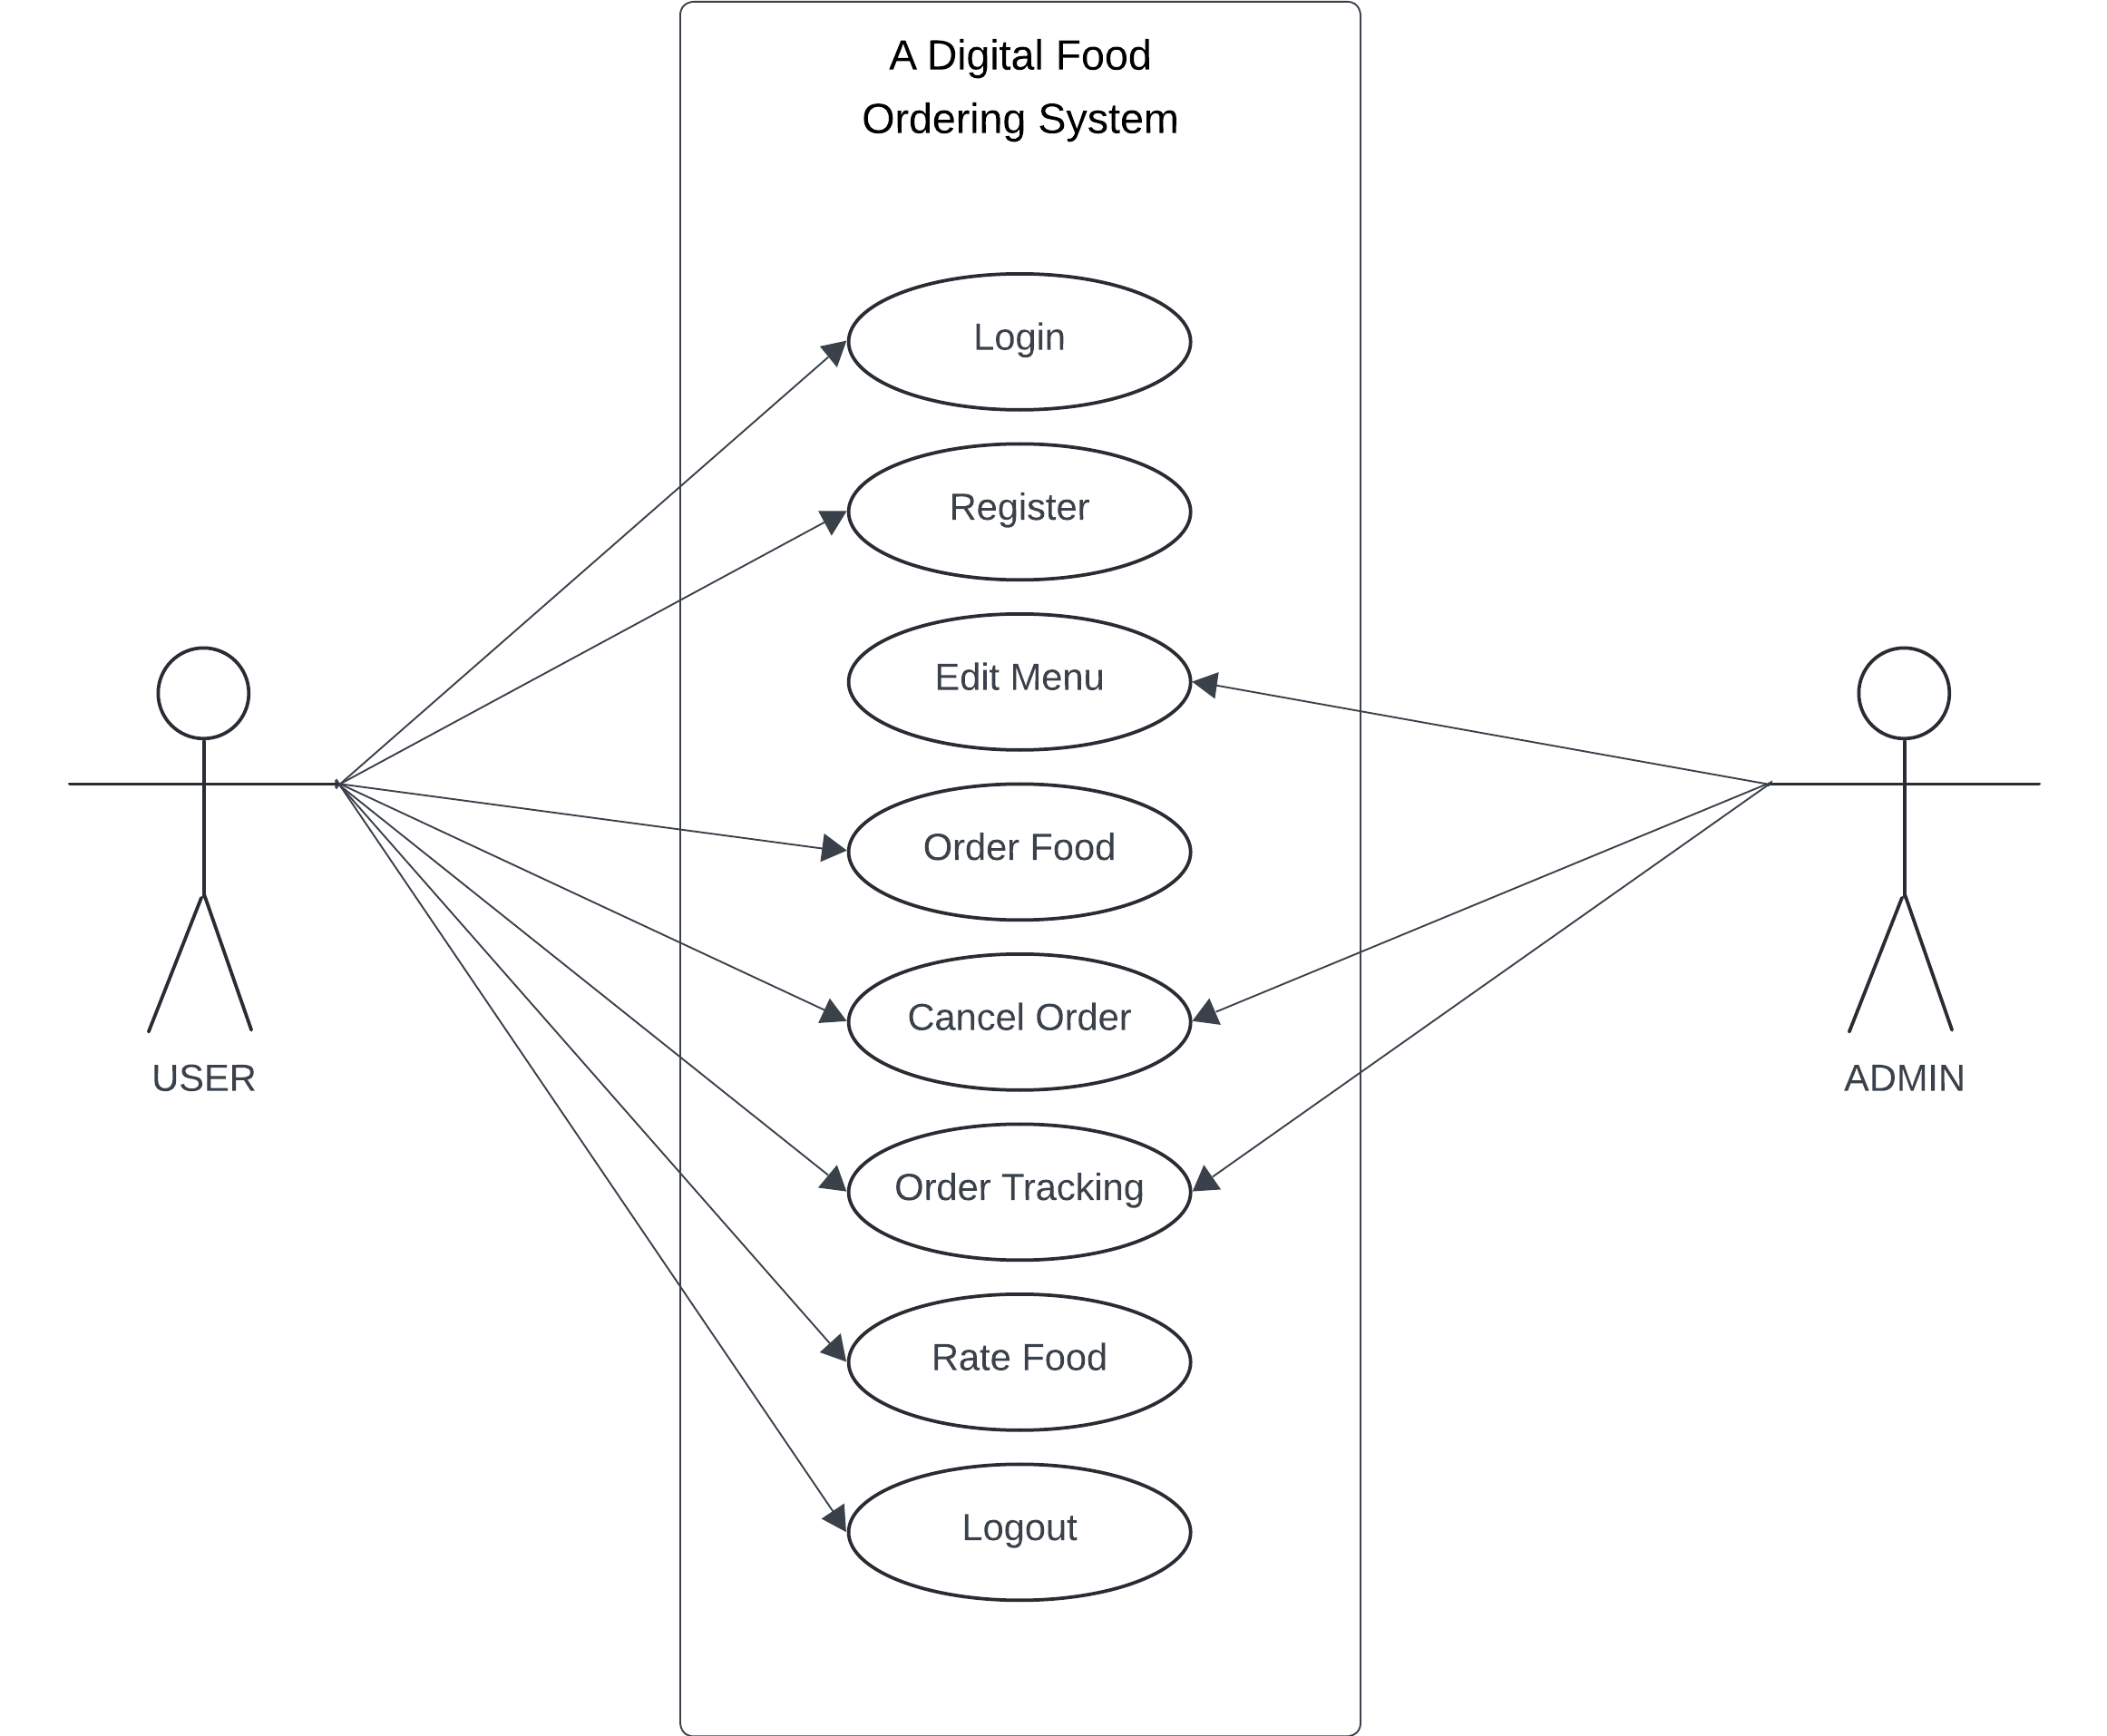 A Digital Food
Ordering System
Login
Register
Edit Menu
Order Food
Cancel Order
Order Tracking
Rate Food
Logout
USER
ADMIN